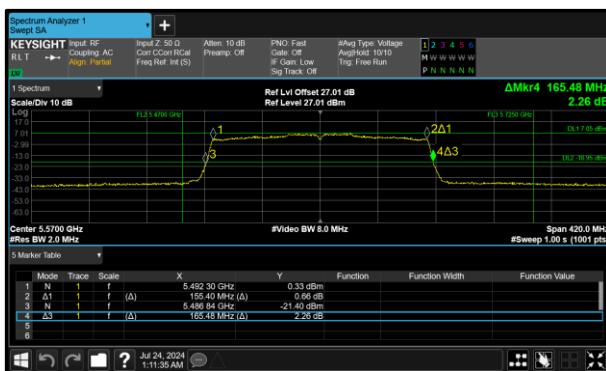 Spectrum Analyzer 1
Swept SA
+
KEYSIGHT Input: RF Input Z: 50 Ω Atten: 10 dB PNO: Fast #Avg Type: Voltage 1 2 3 4 5 6
RLT Coupling: AC Corr CCorr RCal Preamp: Off Gate: Off Avg|Hold: 10/10 M W W W W W
Align: Partial Freq Ref: Int (S) IF Gain: Low Trig: Free Run
Sig Track: Off P N N N N N
1 Spectrum Ref Lvl Offset 27.01 dB ΔMkr4 165.48 MHz
Scale/Div 10 dB Ref Level 27.01 dBm 2.26 dB
Log
17.0 FL2 5.4700 GHz FL3 5.7250 GHz
7.01 1 2Δ1 DL1 7.05 dBm
-2.99
-13.0 3 4Δ3 DL2 -18.95 dBm
-23.0
-33.0
-43.0
-53.0
-63.0
Center 5.5700 GHz #Video BW 8.0 MHz Span 420.0 MHz
#Res BW 2.0 MHz #Sweep 1.00 s (1001 pts)
5 Marker Table
Mode Trace Scale X Y Function Function Width Function Value
1 N 1 f 5.492 30 GHz 0.33 dBm
2 Δ1 1 f (Δ) 155.40 MHz (Δ) 0.66 dB
3 N 1 f 5.486 84 GHz -21.40 dBm
4 Δ3 1 f (Δ) 165.48 MHz (Δ) 2.26 dB
5
6
? Jul 24, 2024
1:11:35 AM